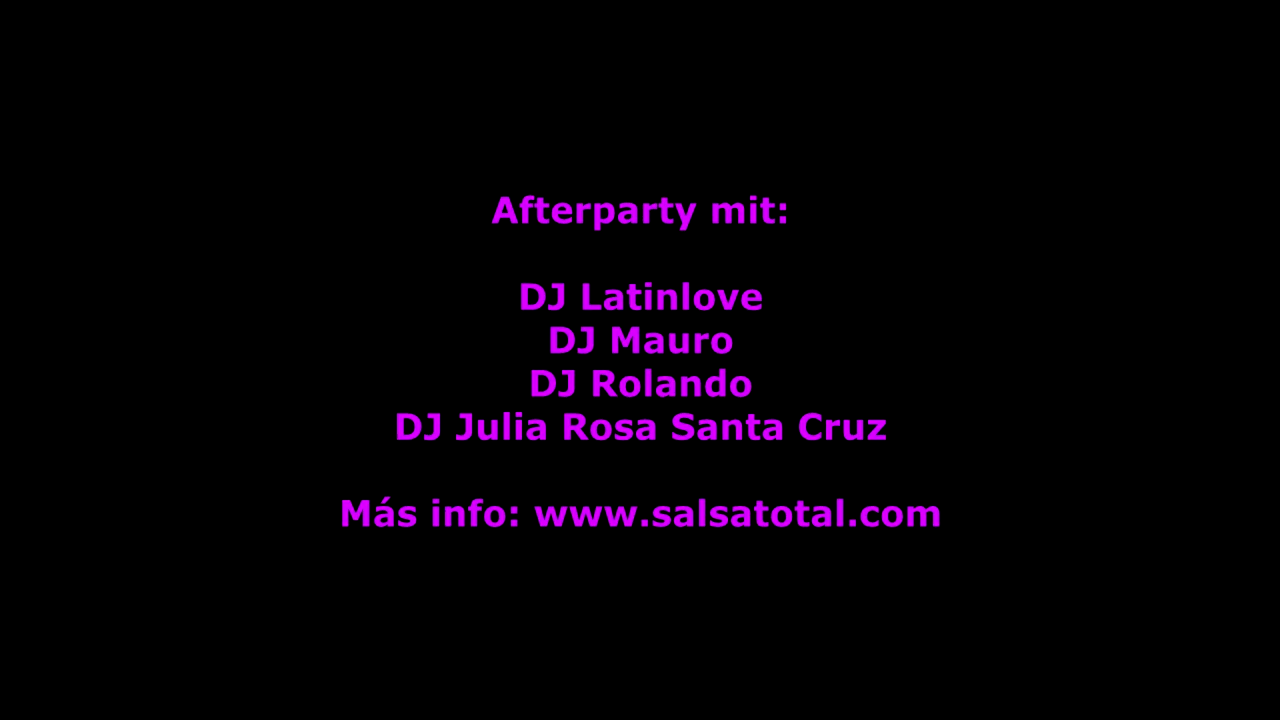 Afterparty mit:
DJ Latinlove
DJ Mauro
DJ Rolando
DJ Julia Rosa Santa Cruz
Más info: www.salsatotal.com